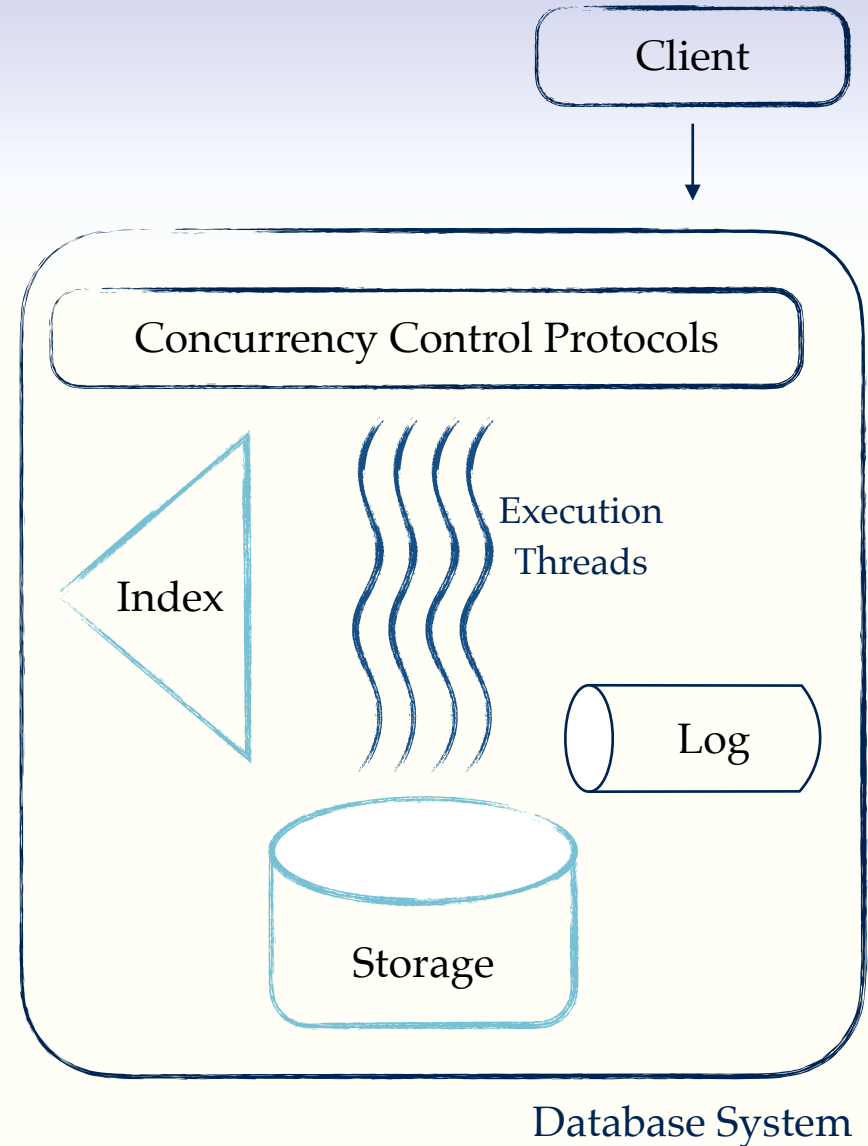 Client
Concurrency Control Protocols
Execution
Threads
Index
Log
Storage
Database System